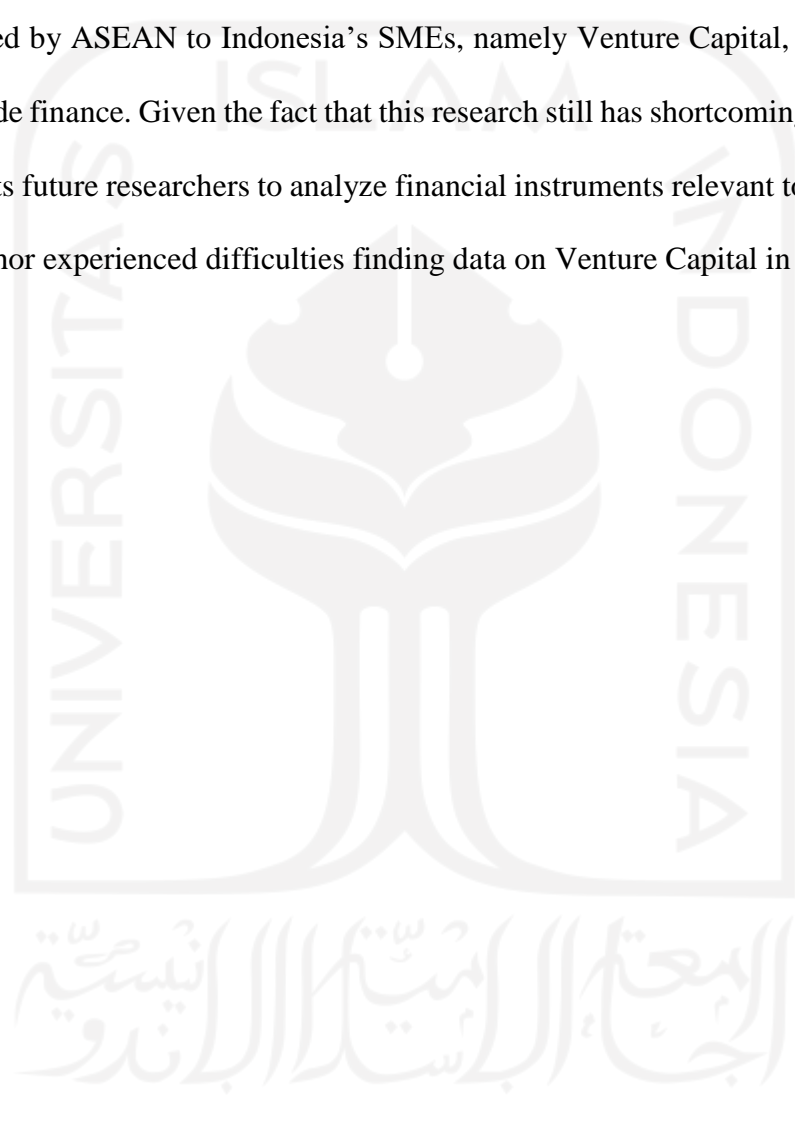 ed by ASEAN to Indonesia’s SMEs, namely Venture Capital,
de finance. Given the fact that this research still has shortcomin
ts future researchers to analyze financial instruments relevant to
nor experienced difficulties finding data on Venture Capital in
ISLAM
UNIVERSITAS
INDONESIA